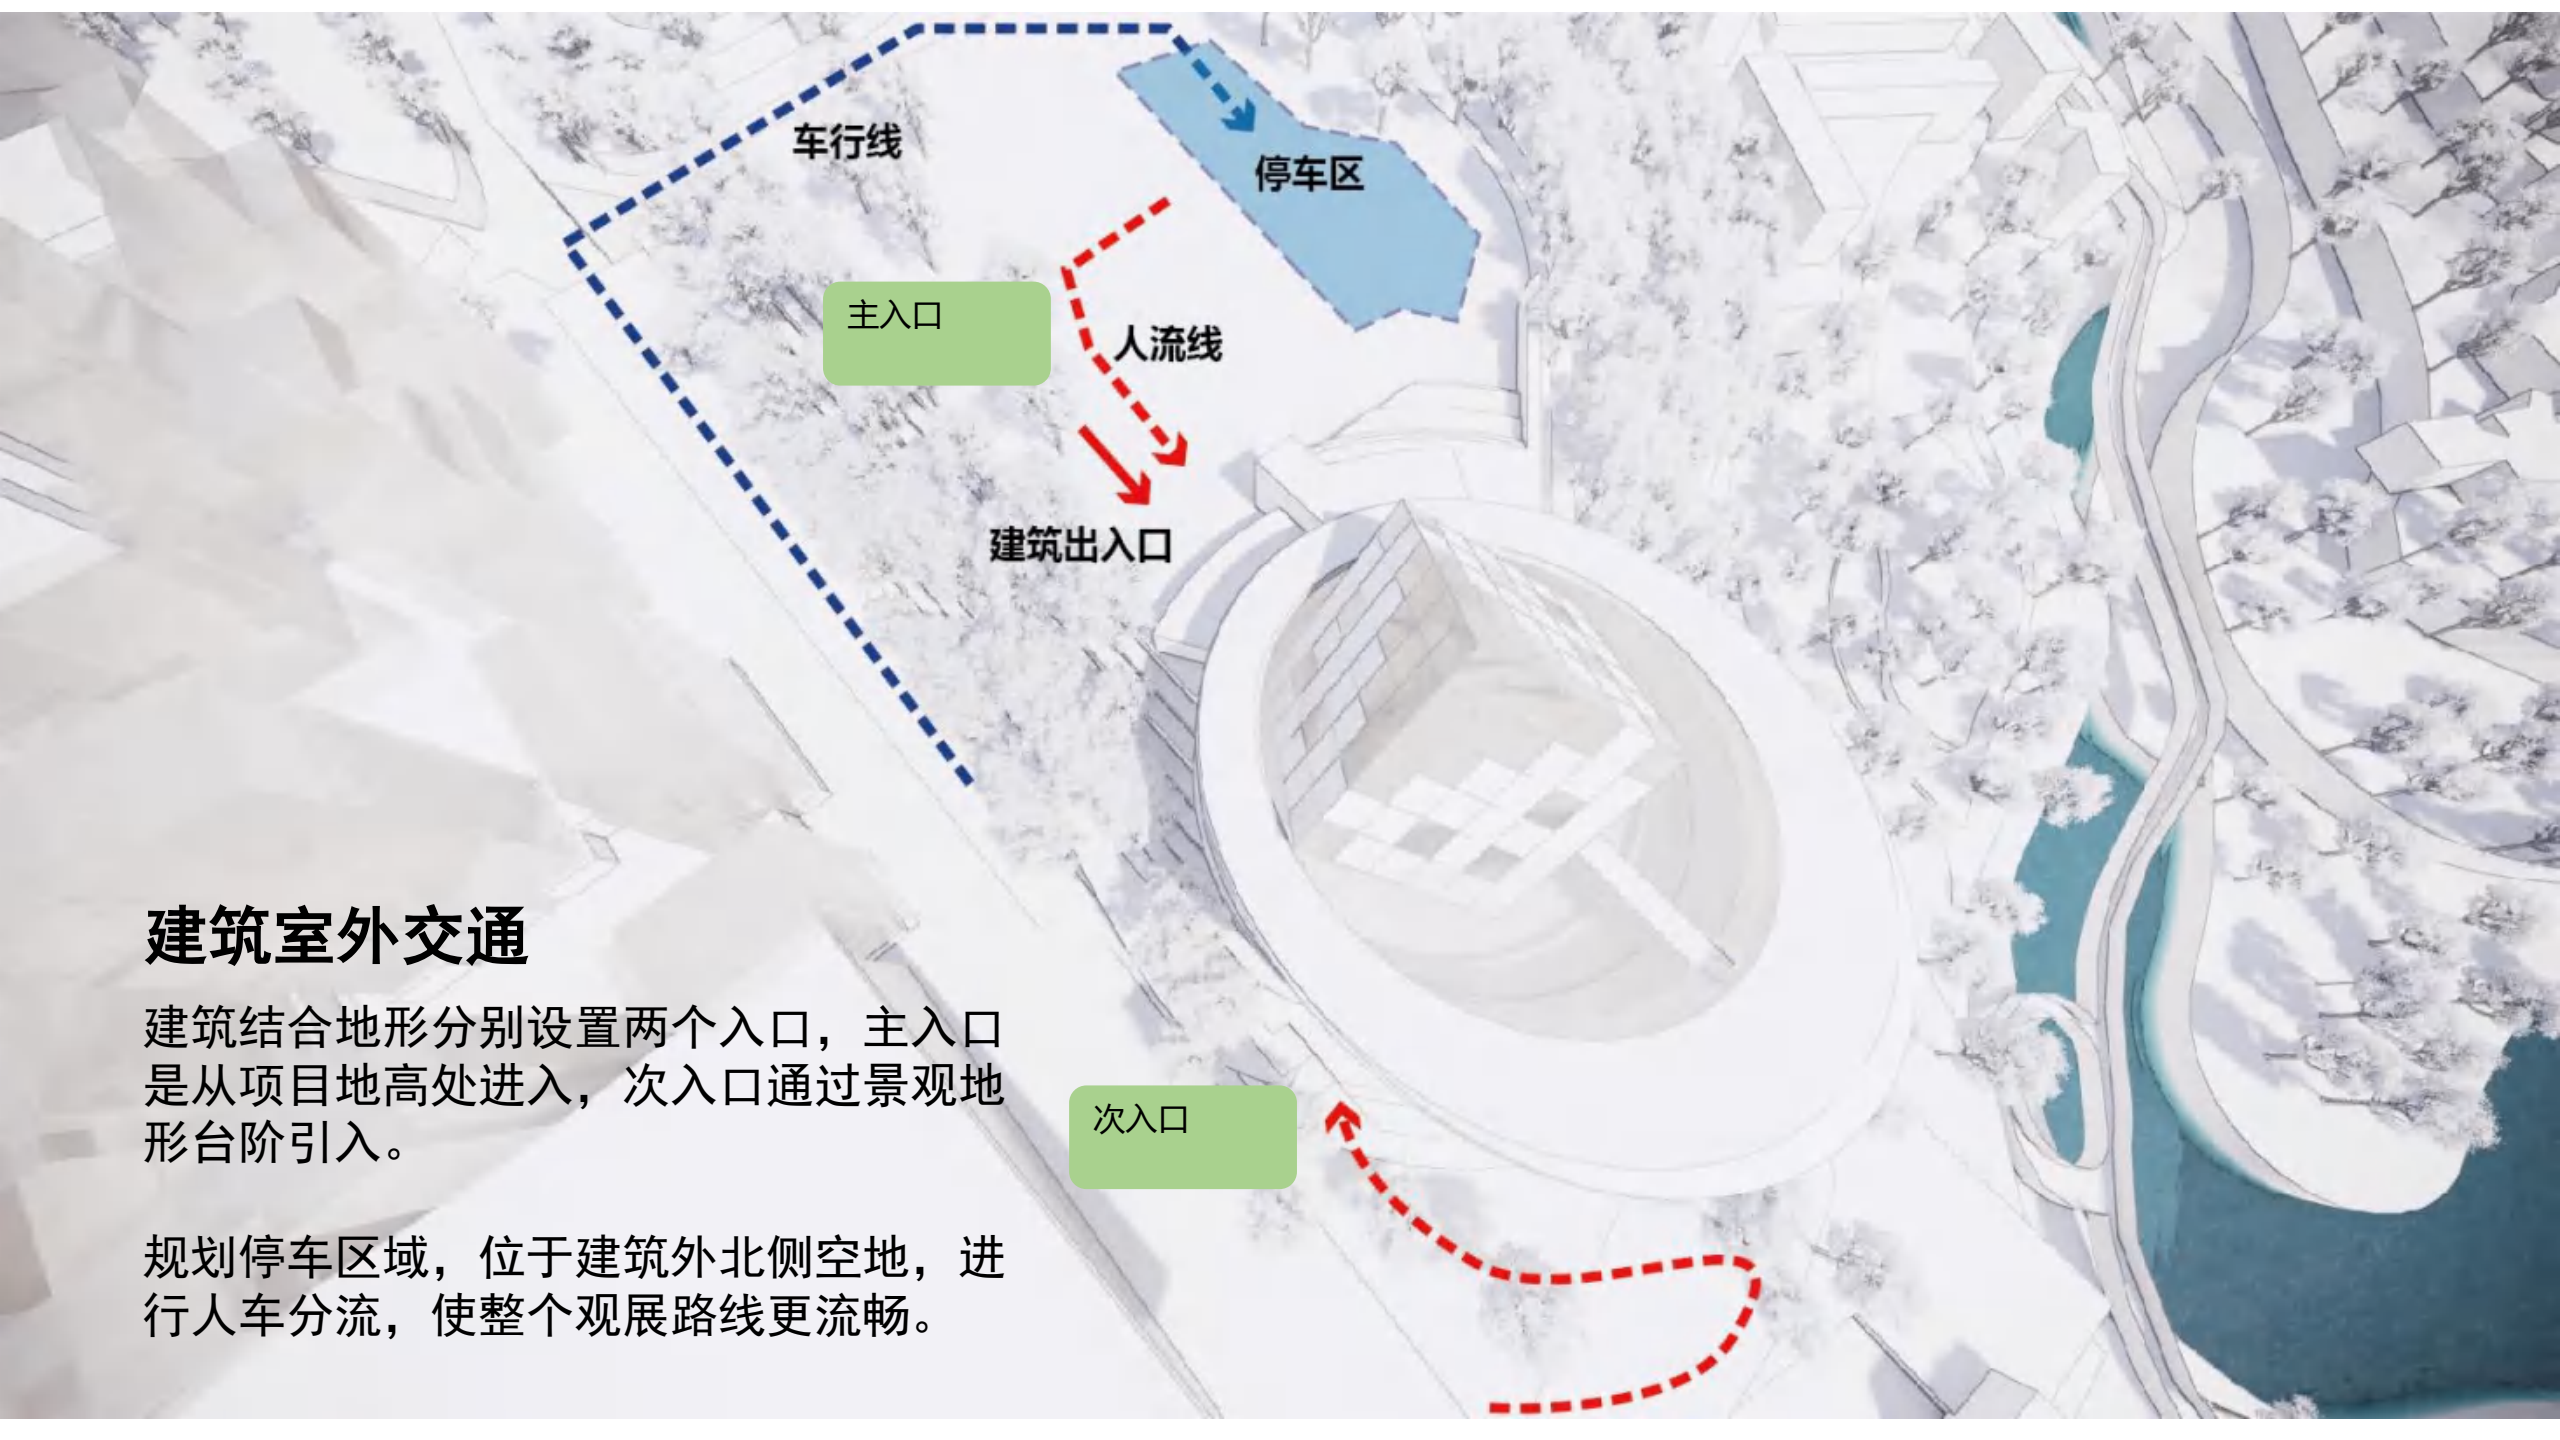 车行线
停车区
主入口
人流线
建筑出入口
建筑室外交通
建筑结合地形分别设置两个入口，主入口
是从项目地高处进入，次入口通过景观地
形台阶引入。
规划停车区域，位于建筑外北侧空地，进
行人车分流，使整个观展路线更流畅。
次入口